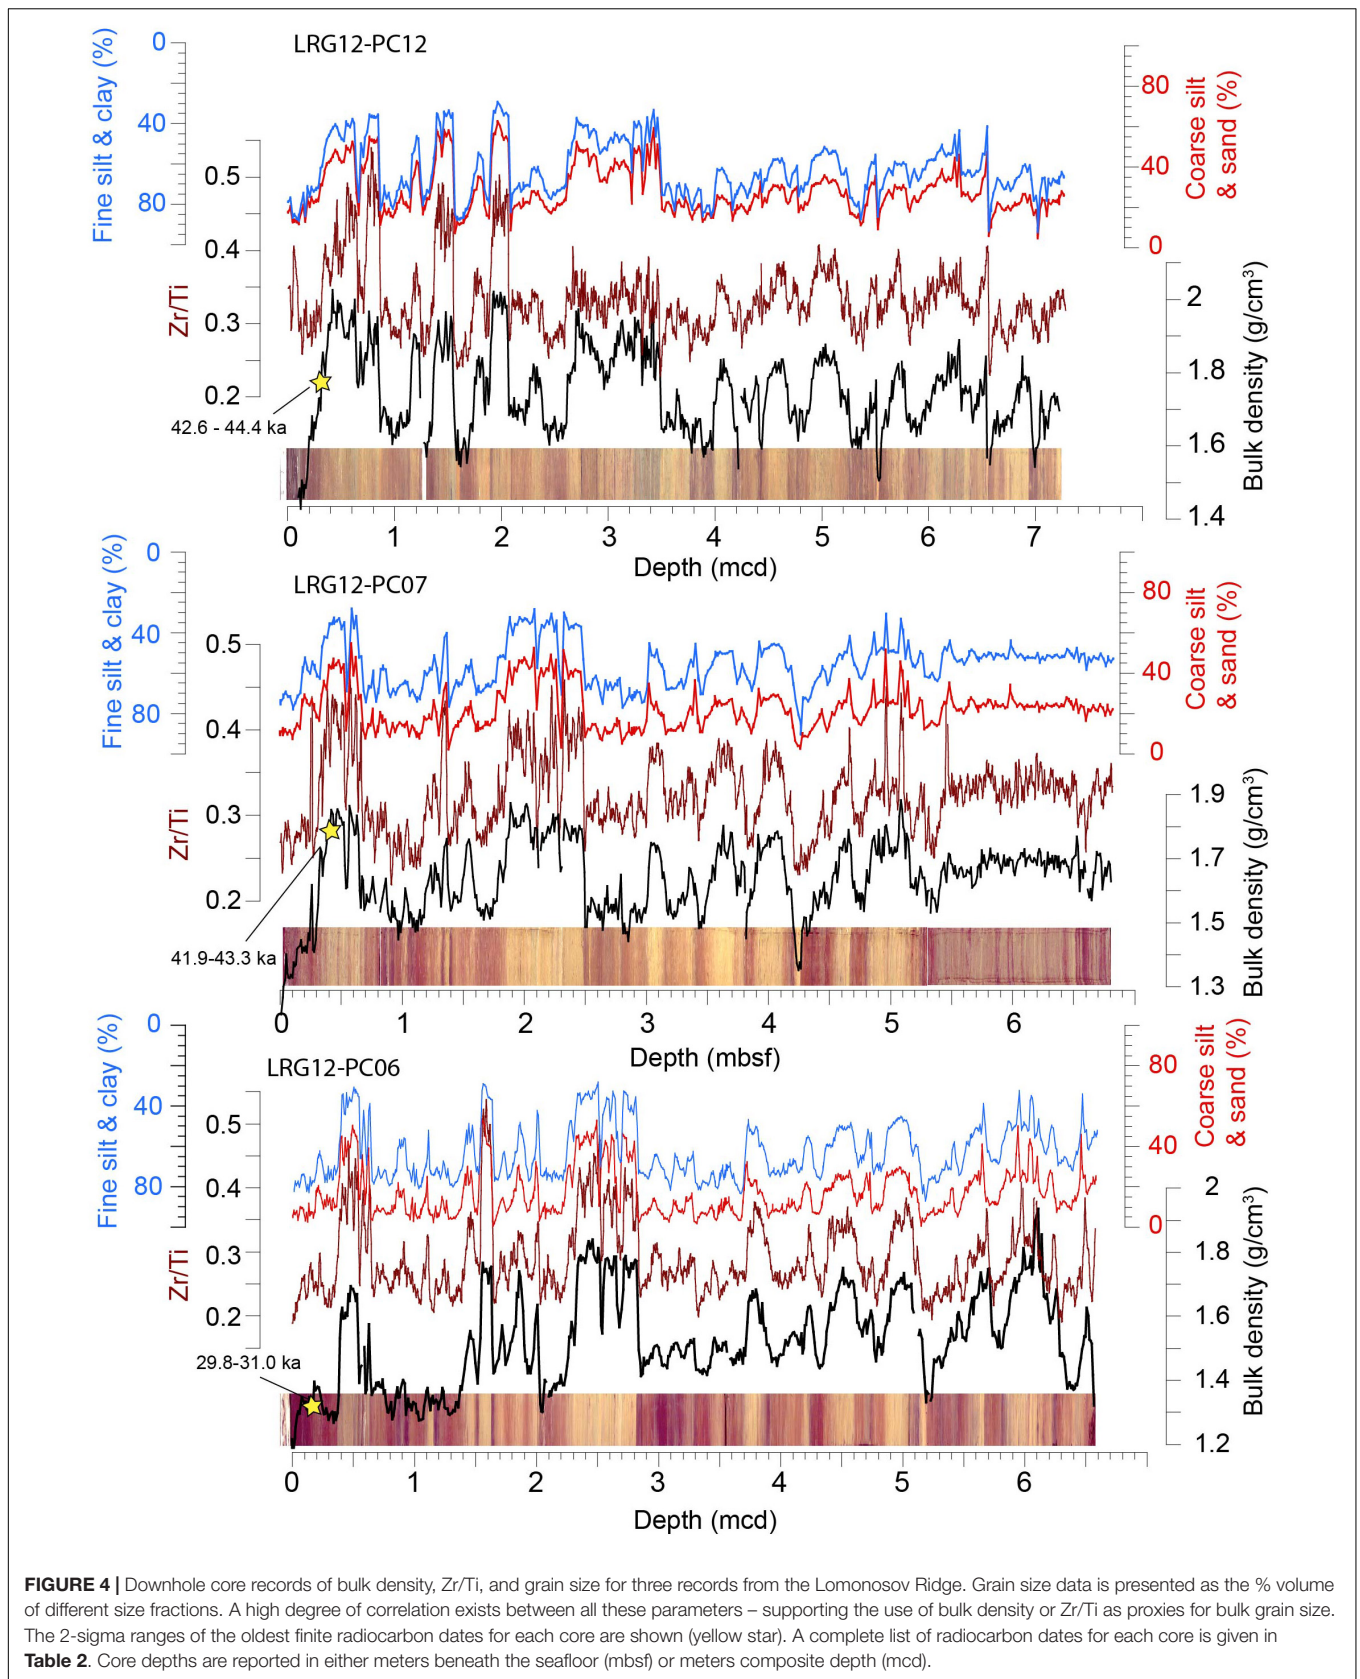 LRG12-PC12
Fine silt & clay (%)
0
40
80
Zr/Ti
0.5
0.4
0.3
0.2
80
40
0
Coarse silt
& sand (%)
2
1.8
1.6
1.4
Bulk density (g/cm³)
42.6 - 44.4 ka
0 1 2 3 4 5 6 7
Depth (mcd)
LRG12-PC07
Fine silt & clay (%)
0
40
80
Zr/Ti
0.5
0.4
0.3
0.2
80
40
0
Coarse silt
& sand (%)
1.9
1.7
1.5
1.3
Bulk density (g/cm³)
41.9-43.3 ka
0 1 2 3 4 5 6
Depth (mbsf)
LRG12-PC06
Fine silt & clay (%)
0
40
80
Zr/Ti
0.5
0.4
0.3
0.2
80
40
0
Coarse silt
& sand (%)
2
1.8
1.6
1.4
1.2
Bulk density (g/cm³)
29.8-31.0 ka
0 1 2 3 4 5 6
Depth (mcd)
FIGURE 4 | Downhole core records of bulk density, Zr/Ti, and grain size for three records from the Lomonosov Ridge. Grain size data is presented as the % volume
of different size fractions. A high degree of correlation exists between all these parameters – supporting the use of bulk density or Zr/Ti as proxies for bulk grain size.
The 2-sigma ranges of the oldest finite radiocarbon dates for each core are shown (yellow star). A complete list of radiocarbon dates for each core is given in
Table 2. Core depths are reported in either meters beneath the seafloor (mbsf) or meters composite depth (mcd).